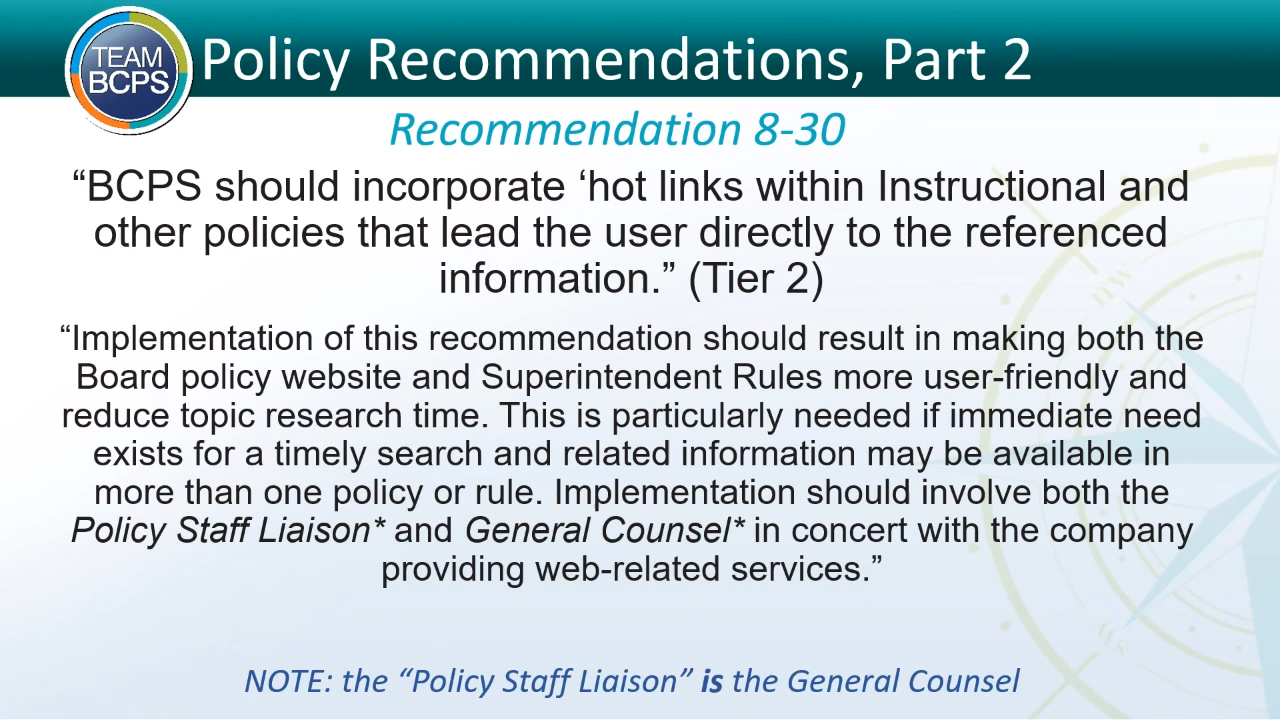 TEAM
BCPS
Policy Recommendations, Part 2
Recommendation 8-30
“BCPS should incorporate ‘hot links within Instructional and
other policies that lead the user directly to the referenced
information.” (Tier 2)
“Implementation of this recommendation should result in making both the
Board policy website and Superintendent Rules more user-friendly and
reduce topic research time. This is particularly needed if immediate need
exists for a timely search and related information may be available in
more than one policy or rule. Implementation should involve both the
Policy Staff Liaison* and General Counsel* in concert with the company
providing web-related services.”
NOTE: the “Policy Staff Liaison” is the General Counsel